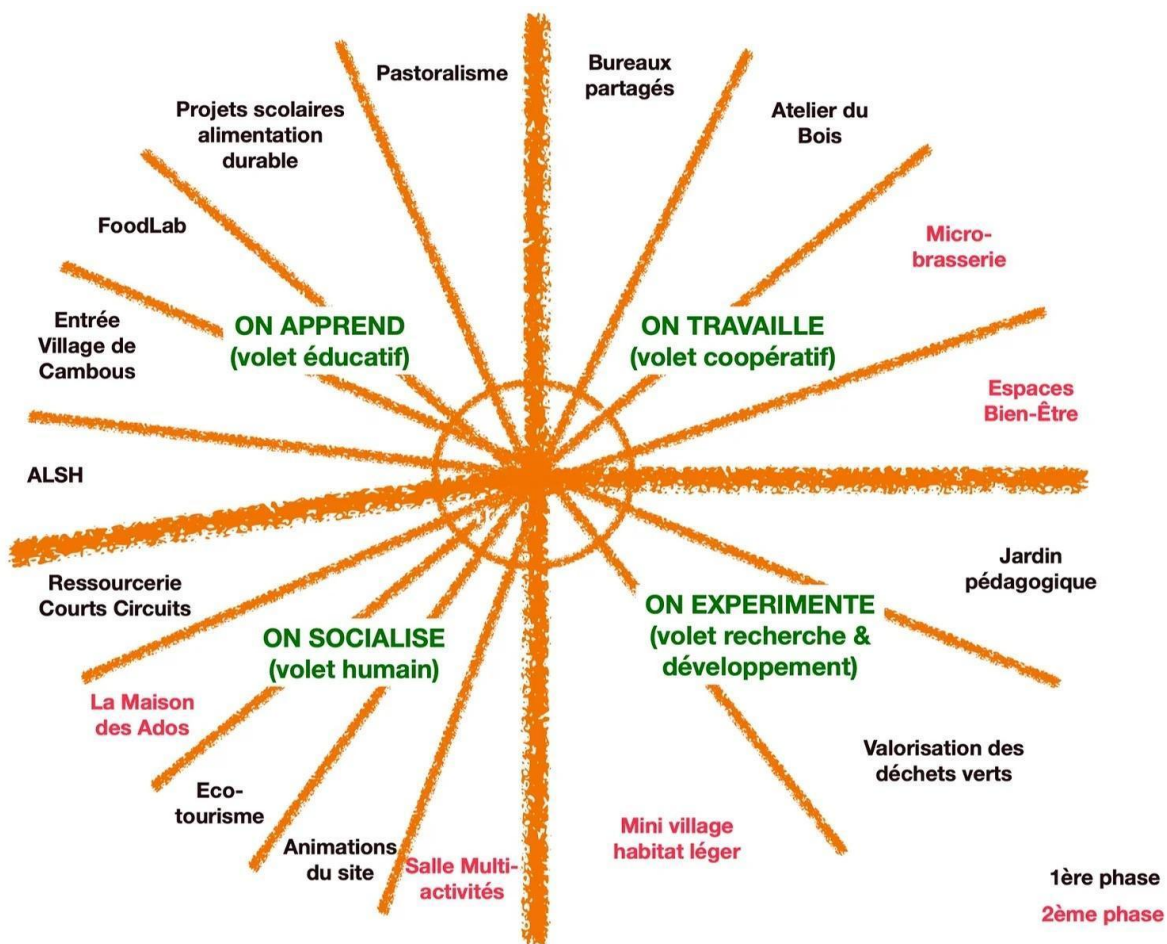 Pastoralisme
Projets scolaires
alimentation
durable
FoodLab
Entrée
Village de
Cambous
ALSH
ON APPREND
(volet éducatif)
Bureaux
partagés
Atelier du
Bois
Micro-
brasserie
Espaces
Bien-Être
ON TRAVAILLE
(volet coopératif)
Ressourcerie
Courts Circuits
La Maison
des Ados
Eco-
tourisme
Animations
du site
Salle Multi-
activités
ON SOCIALISE
(volet humain)
Jardin
pédagogique
ON EXPERIMENTE
(volet recherche &
développement)
Valorisation des
déchets verts
Mini village
habitat léger
1ère phase
2ème phase